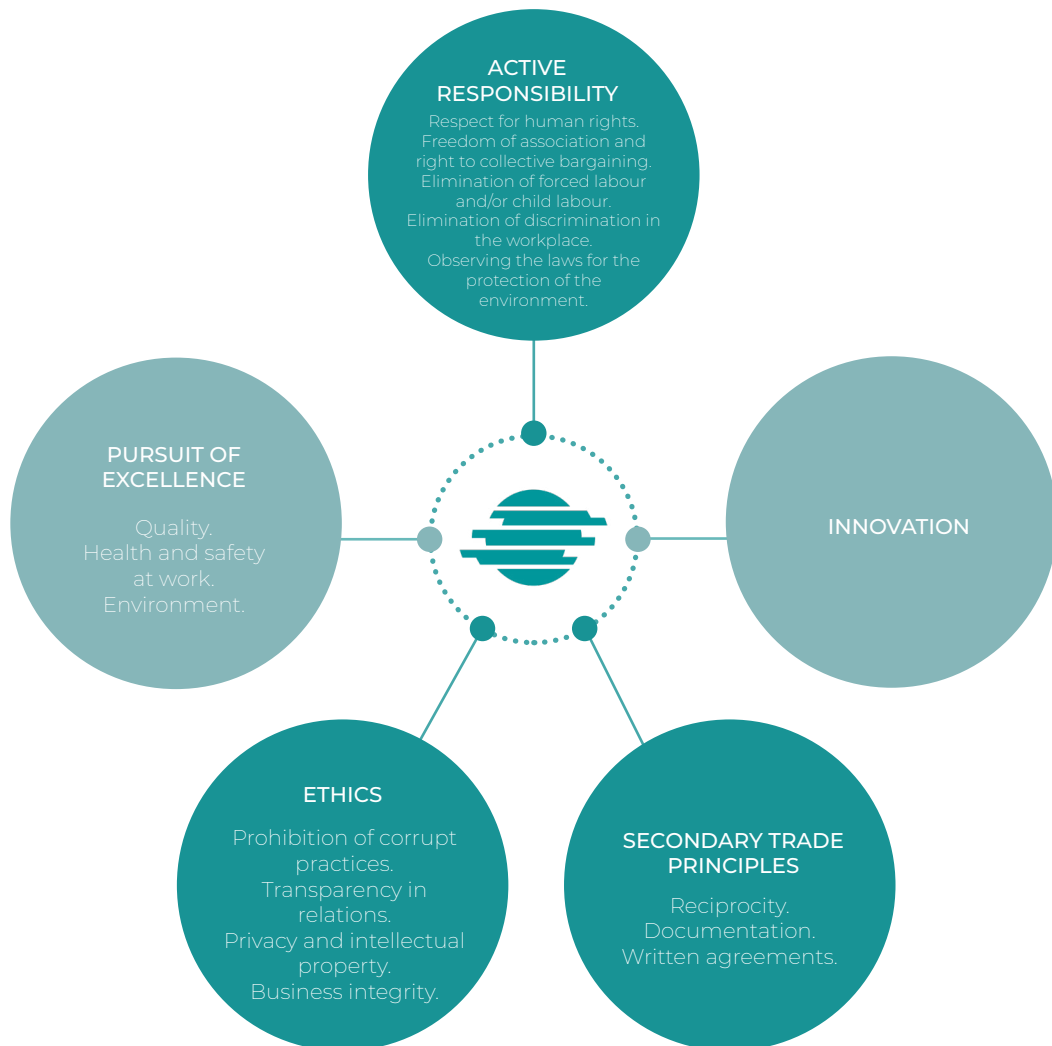 ACTIVE
RESPONSIBILITY
Respect for human rights.
Freedom of association and
right to collective bargaining.
Elimination of forced labour
and/or child labour.
Elimination of discrimination in
the workplace.
Observing the laws for the
protection of the
environment.
PURSUIT OF
EXCELLENCE
Quality.
Health and safety
at work.
Environment.
INNOVATION
ETHICS
Prohibition of corrupt
practices.
Transparency in
relations.
Privacy and intellectual
property.
Business integrity.
SECONDARY TRADE
PRINCIPLES
Reciprocity.
Documentation.
Written agreements.